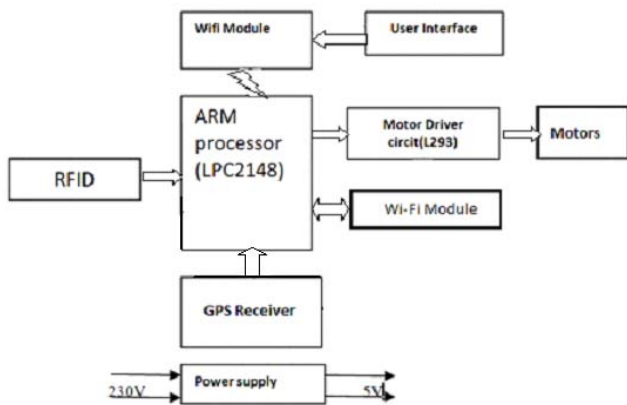 Wifi Module
User Interface
ARM
processor
(LPC2148)
Motor Driver
circit(L293)
Motors
RFID
Wi-Fi Module
GPS Receiver
230V
Power supply
5V